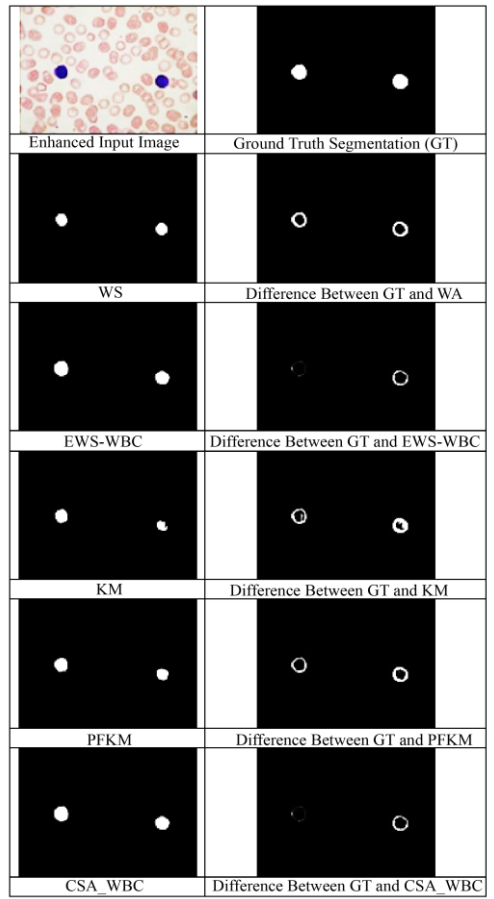 Enhanced Input Image
Ground Truth Segmentation (GT)
WS
Difference Between GT and WA
EWS-WBC
Difference Between GT and EWS-WBC
KM
Difference Between GT and KM
PFKM
Difference Between GT and PFKM
CSA_WBC
Difference Between GT and CSA_WBC